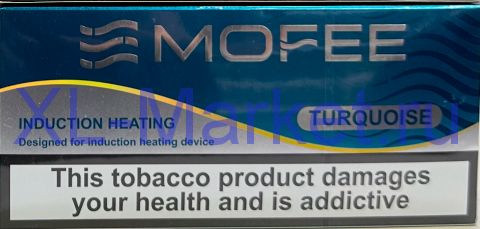 MOFEE
INDUCTION HEATING
Designed for induction heating device
TURQUOISE
XL-Market.ru
This tobacco product damages
your health and is addictive